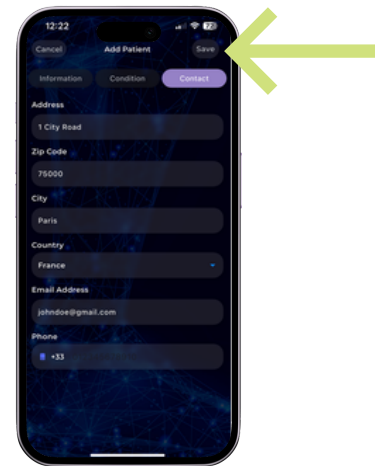 12:22 72
Cancel Add Patient Save
Information Condition Contact
Address
1 City Road
Zip Code
75000
City
Paris
Country
France
Email Address
johndoe@gmail.com
Phone
+33